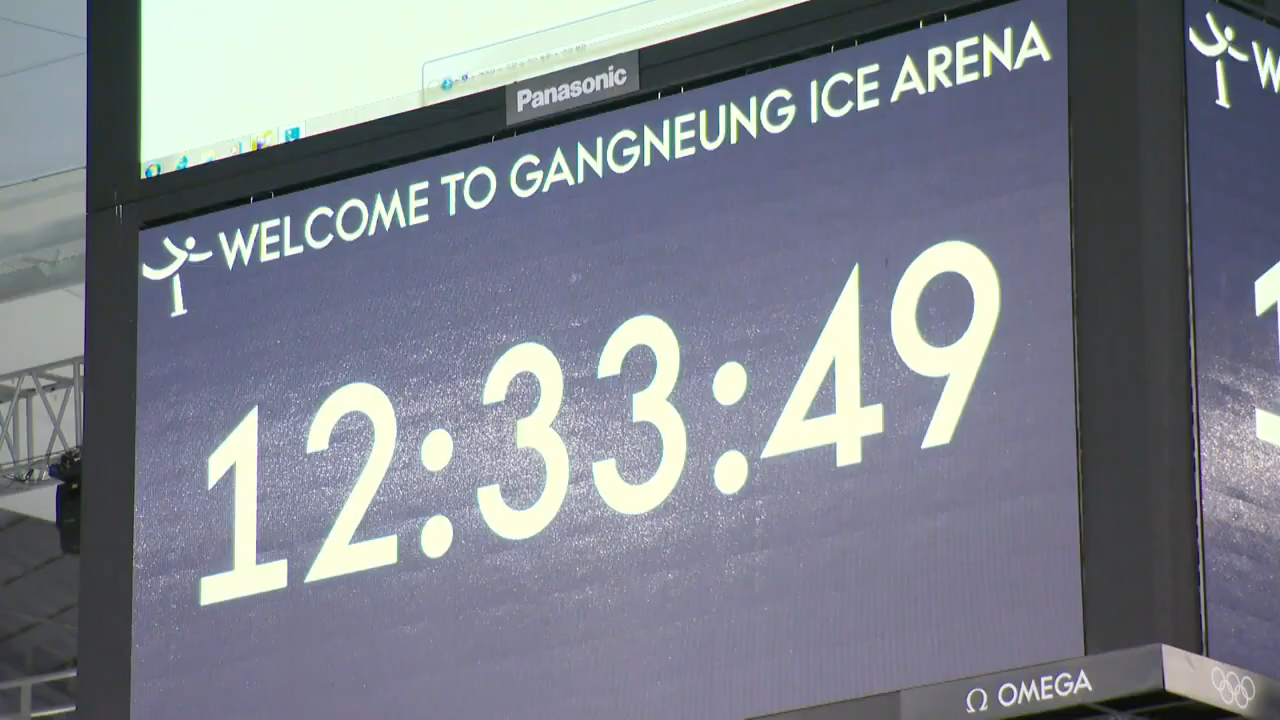 Panasonic
WELCOME TO GANGNEUNG ICE ARENA
12:33:49
Ω OMEGA
W